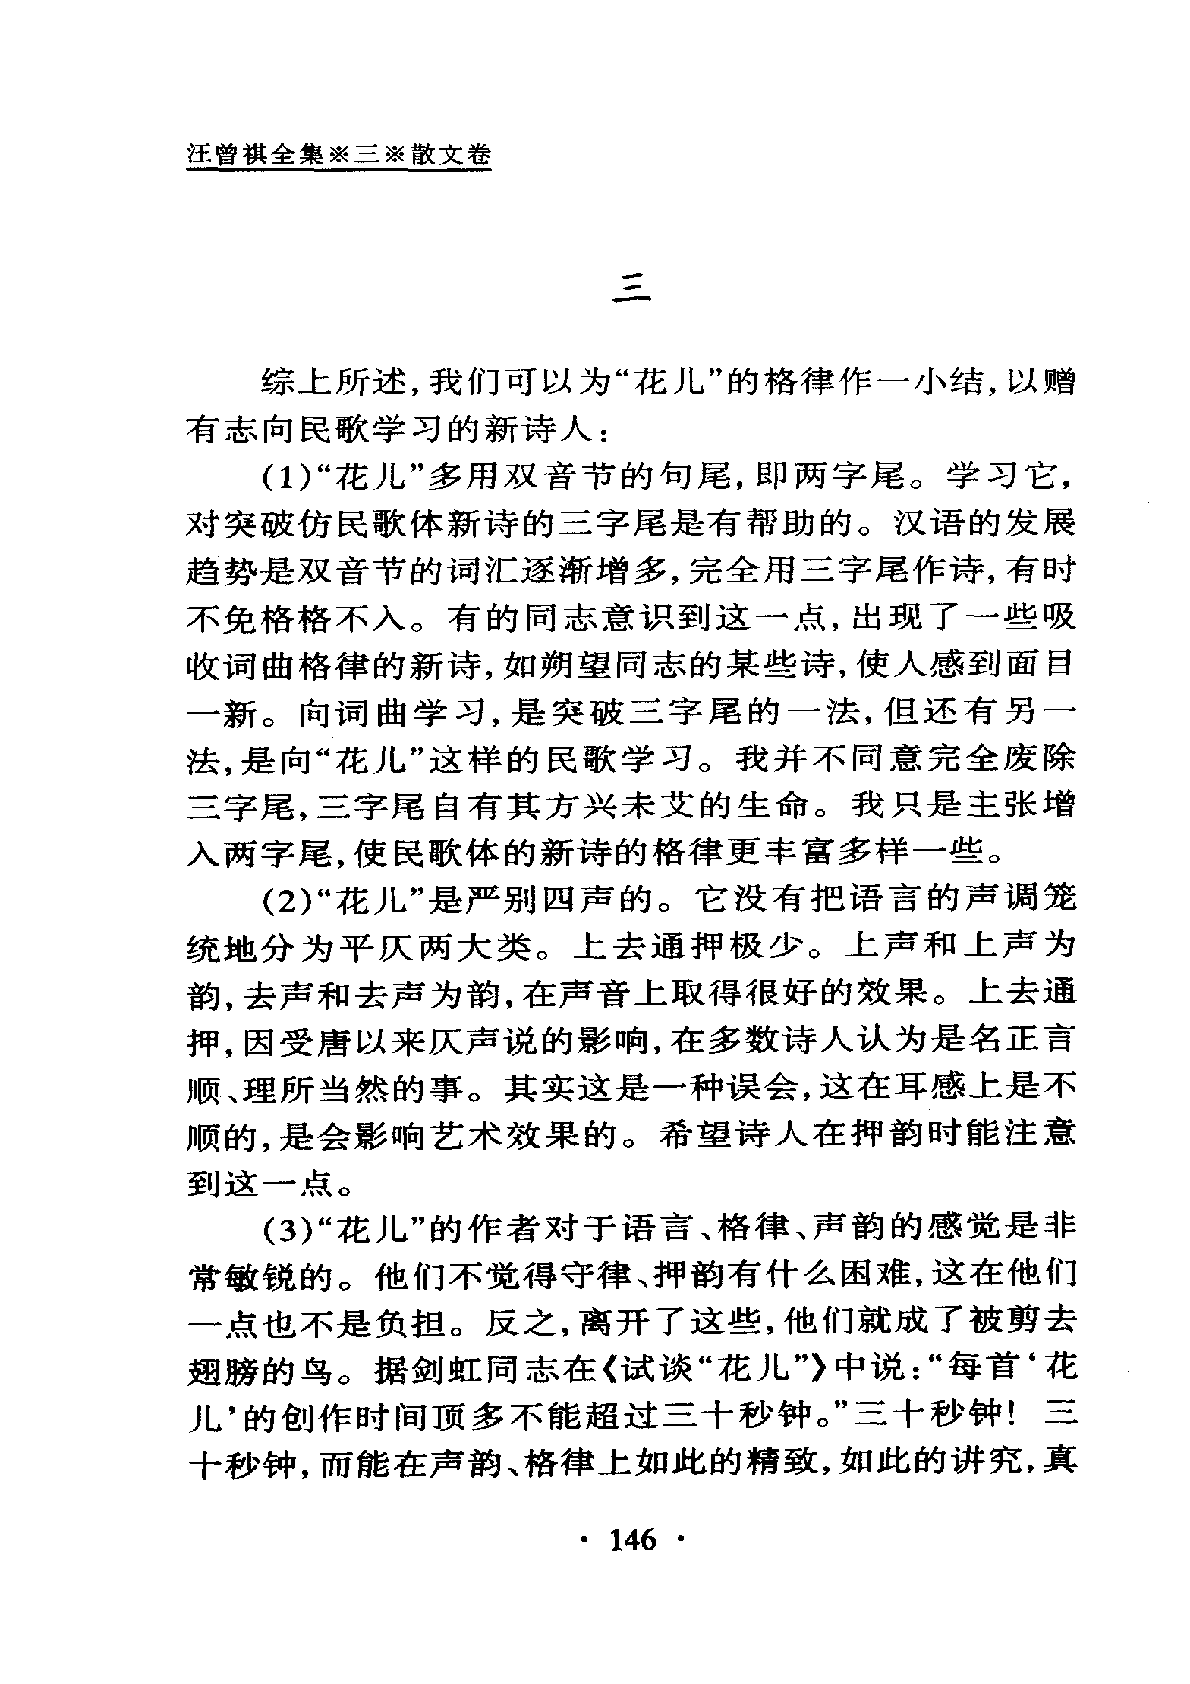 汪曾祺全集※三※散文卷
三
综上所述,我们可以为“花儿”的格律作一小结,以赠
有志向民歌学习的新诗人:
(1)“花儿”多用双音节的句尾,即两字尾。学习它,
对突破仿民歌体新诗的三字尾是有帮助的。汉语的发展
趋势是双音节的词汇逐渐增多,完全用三字尾作诗,有时
不免格格不入。有的同志意识到这一点,出现了一些吸
收词曲格律的新诗,如朔望同志的某些诗,使人感到面目
一新。向词曲学习,是突破三字尾的一法,但还有另一
法,是向“花儿”这样的民歌学习。我并不同意完全废除
三字尾,三字尾自有其方兴未艾的生命。我只是主张增
入两字尾,使民歌体的新诗的格律更丰富多样一些。
(2)“花儿”是严别四声的。它没有把语言的声调笼
统地分为平仄两大类。上去通押极少。上声和上声为
韵,去声和去声为韵,在声音上取得很好的效果。上去通
押,因受唐以来仄声说的影响,在多数诗人认为是名正言
顺、理所当然的事。其实这是一种误会,这在耳感上是不
顺的,是会影响艺术效果的。希望诗人在押韵时能注意
到这一点。
(3)“花儿”的作者对于语言、格律、声韵的感觉是非
常敏锐的。他们不觉得守律、押韵有什么困难,这在他们
一点也不是负担。反之,离开了这些,他们就成了被剪去
翅膀的鸟。据剑虹同志在《试谈“花儿”》中说:“每首‘花
儿’的创作时间顶多不能超过三十秒钟。”三十秒钟! 三
十秒钟,而能在声韵、格律上如此的精致,如此的讲究,真
· 146 ·